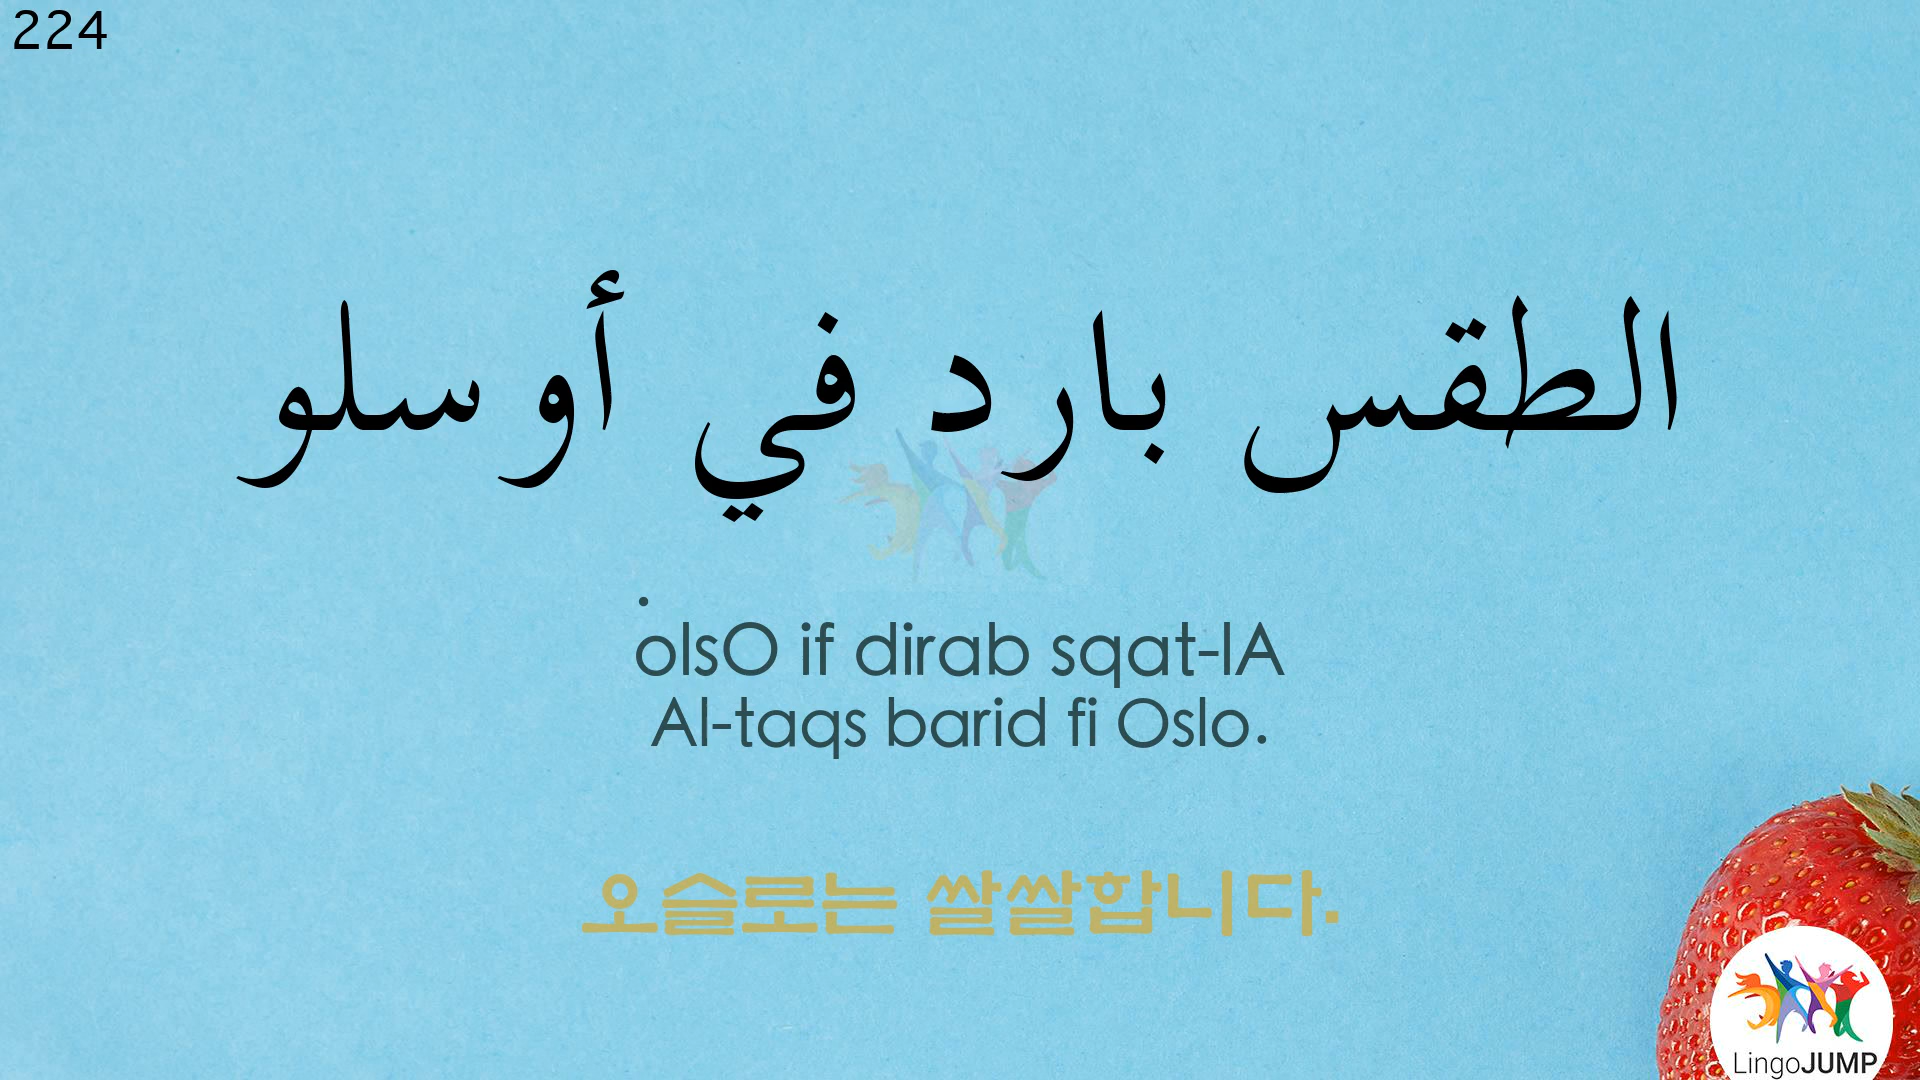 224
الطقس بارد في أوسلو
.
olsO if dirab sqat-lA
Al-taqs barid fi Oslo.
오슬로는 쌀쌀합니다.
LingoJUMP